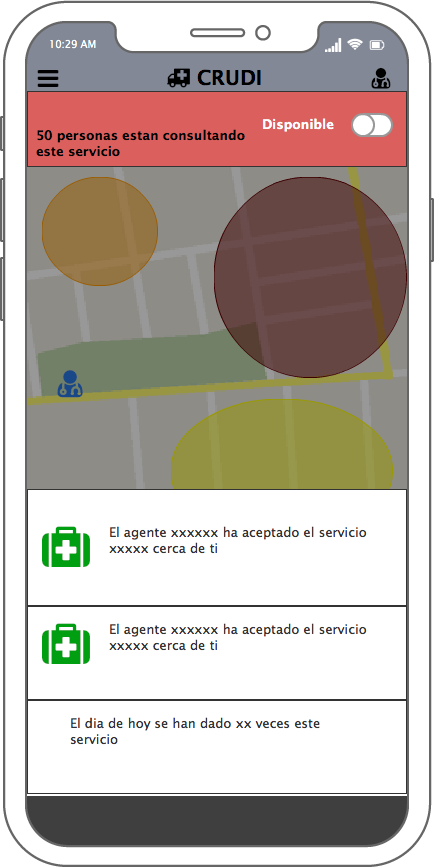 10:29 AM
CRUDI
Disponible
50 personas estan consultando
este servicio
El agente xxxxxx ha aceptado el servicio
xxxxx cerca de ti
El agente xxxxxx ha aceptado el servicio
xxxxx cerca de ti
El dia de hoy se han dado xx veces este
servicio